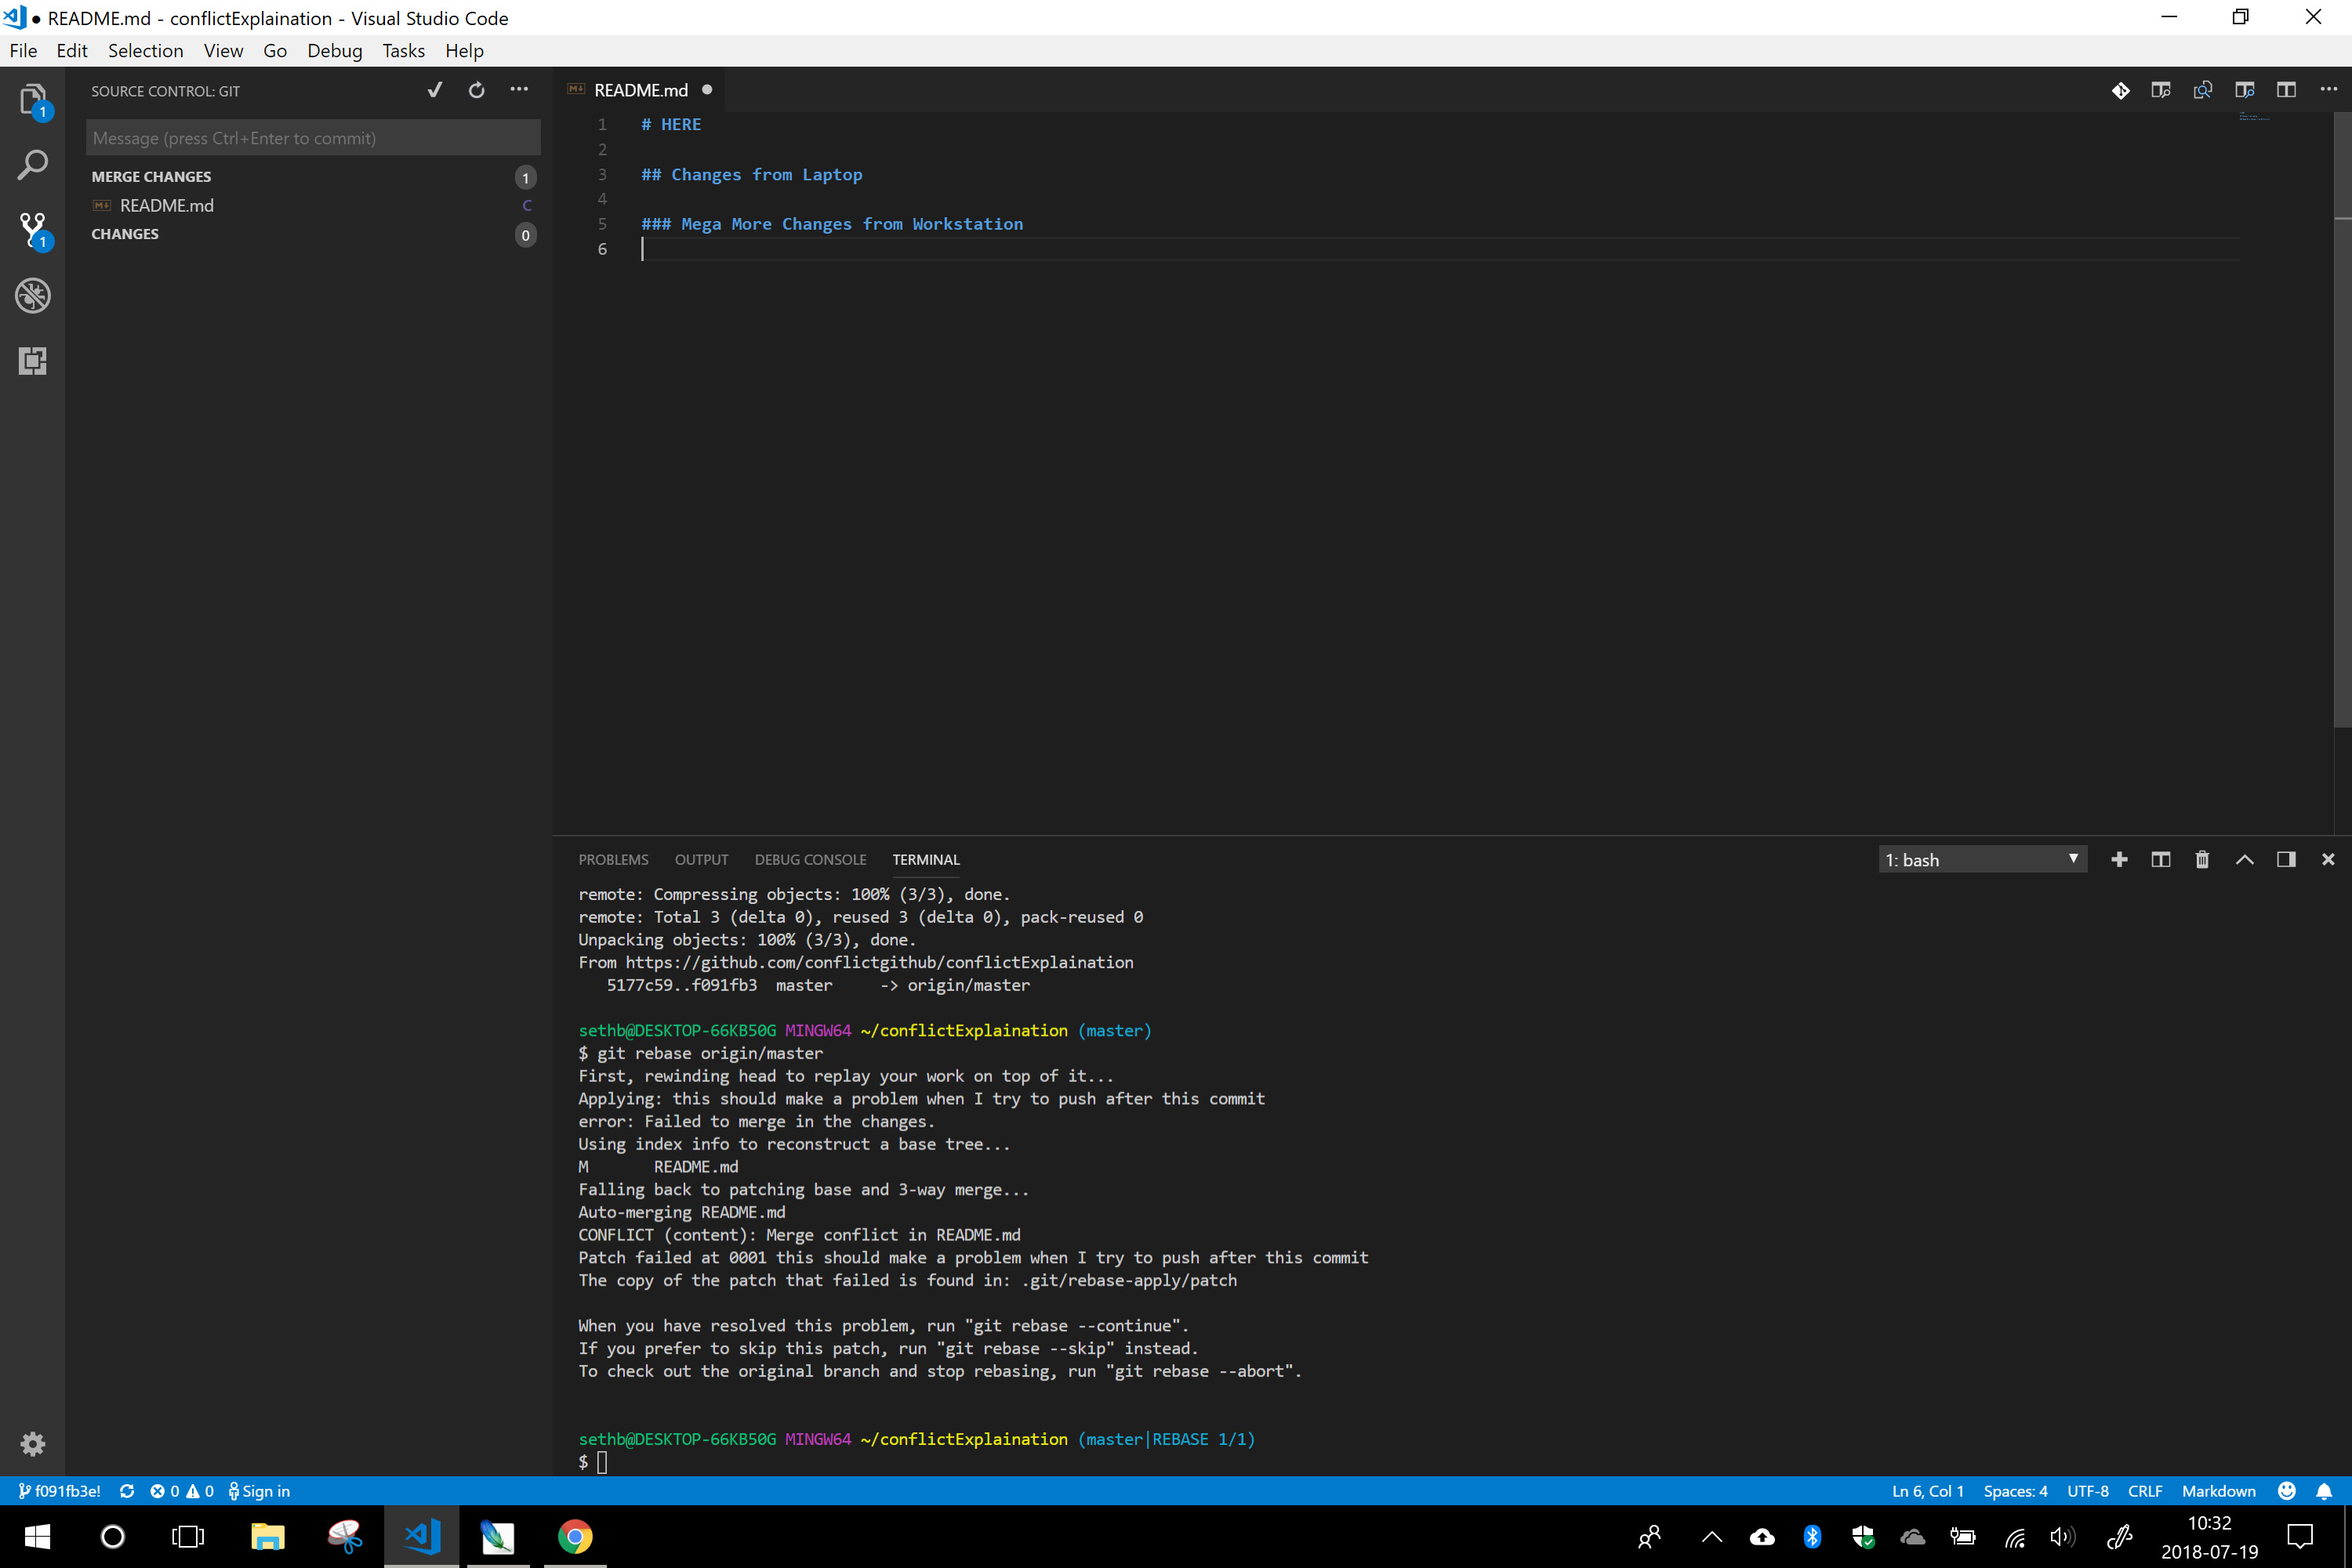 ● README.md - conflictExplaination - Visual Studio Code
File Edit Selection View Go Debug Tasks Help
SOURCE CONTROL: GIT
Message (press Ctrl+Enter to commit)
MERGE CHANGES 1
README.md C
CHANGES 0
1
1
M↓ README.md ●
1 # HERE
2
3 ## Changes from Laptop
4
5 ### Mega More Changes from Workstation
6
PROBLEMS OUTPUT DEBUG CONSOLE TERMINAL 1: bash
remote: Compressing objects: 100% (3/3), done.
remote: Total 3 (delta 0), reused 3 (delta 0), pack-reused 0
Unpacking objects: 100% (3/3), done.
From https://github.com/conflictgithub/conflictExplaination
5177c59..f091fb3 master -> origin/master
sethb@DESKTOP-66KB50G MINGW64 ~/conflictExplaination (master)
$ git rebase origin/master
First, rewinding head to replay your work on top of it...
Applying: this should make a problem when I try to push after this commit
error: Failed to merge in the changes.
Using index info to reconstruct a base tree...
M README.md
Falling back to patching base and 3-way merge...
Auto-merging README.md
CONFLICT (content): Merge conflict in README.md
Patch failed at 0001 this should make a problem when I try to push after this commit
The copy of the patch that failed is found in: .git/rebase-apply/patch
When you have resolved this problem, run "git rebase --continue".
If you prefer to skip this patch, run "git rebase --skip" instead.
To check out the original branch and stop rebasing, run "git rebase --abort".
sethb@DESKTOP-66KB50G MINGW64 ~/conflictExplaination (master|REBASE 1/1)
$
f091fb3e! 0 0 Sign in Ln 6, Col 1 Spaces: 4 UTF-8 CRLF Markdown
10:32
2018-07-19